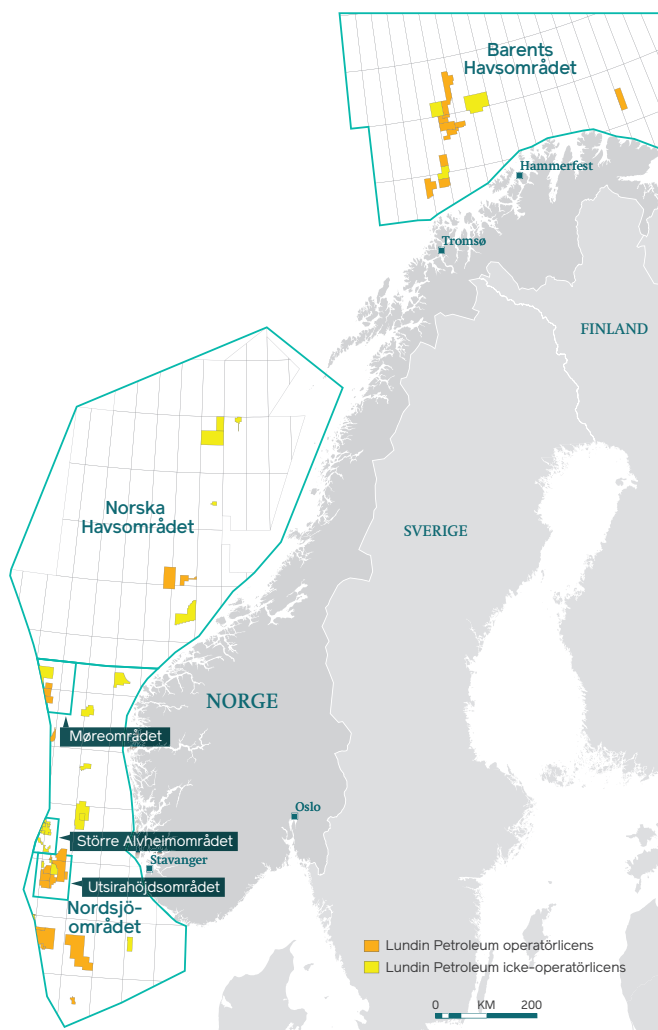 Barents
Havsområdet
Hammerfest
Tromsø
FINLAND
Norska
Havsområdet
SVERIGE
NORGE
Møreområdet
Oslo
Större Alvheimområdet
Stavanger
Utsirahöjdsområdet
Nordsjö-
området
Lundin Petroleum operatörlicens
Lundin Petroleum icke-operatörlicens
0 KM 200